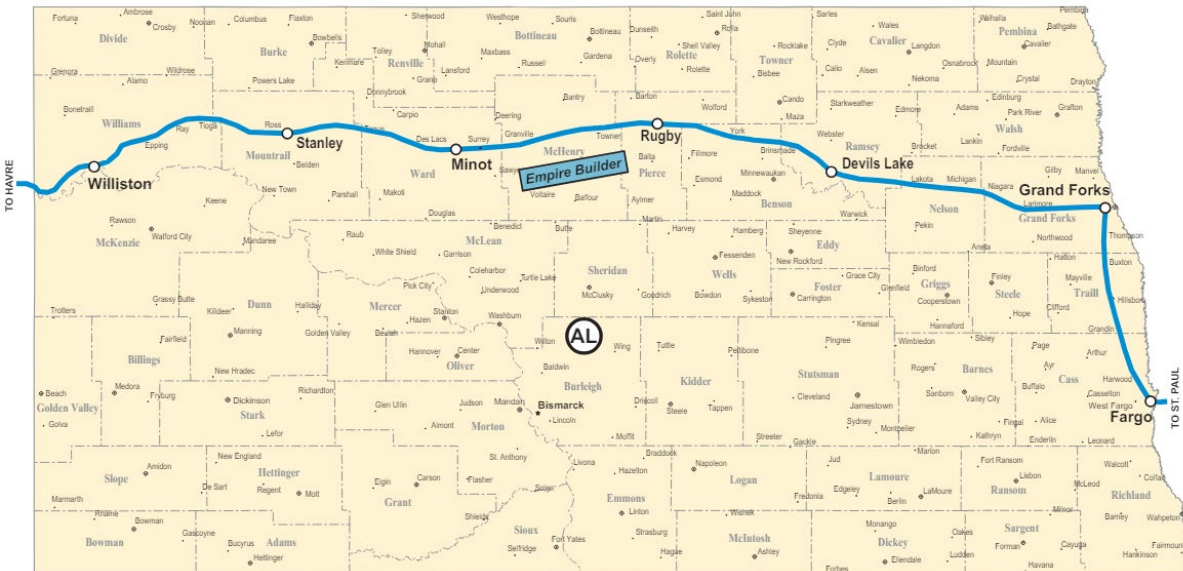 Fortuna
Ambrose
Crosby
Noonan
Columbus
Flaxton
Sherwood
Westhope
Souris
Dunseith
Saint John
Sarles
Wales
Walhalla
Pembina
Divide
Bowbells
Mohall
Bottineau
Bottineau
Rolla
Rocklake
Clyde
Cavalier
Langdon
Bathgate
Pembina
Cavalier
Burke
Kenmare
Tolley
Renville
Maxbass
Gardena
Shell Valley
Rolette
Towner
Calio
Alsen
Osnabrock
Mountain
Grenora
Wildrose
Alamo
Powers Lake
Grano
Lansford
Russell
Overly
Rolette
Bisbee
Nekoma
Crystal
Drayton
Donnybrook
Bantry
Barton
Wolford
Cando
Maza
Starkweather
Edmore
Adams
Edinburg
Park River
Grafton
Bonetraill
Williams
Ray
Tioga
Ross
Stanley
Carpio
Deering
Granville
Towner
Rugby
York
Webster
Ramsey
Walsh
Epping
Mountrail
Belden
Des Lacs
Surrey
Minot
McHenry
Balta
Pierce
Fillmore
Brinsmade
Devils Lake
Brocket
Lankin
Fordville
TO HAVRE
Williston
Ward
Empire Builder
Esmond
Minnewaukan
Maddock
Benson
Lakota
Michigan
Niagara
Gilby
Manvel
Grand Forks
New Town
Parshall
Makoti
Voltaire
Balfour
Aylmer
Warwick
Nelson
Larimore
Grand Forks
Keene
Rawson
Watford City
McKenzie
Mandaree
Raub
Douglas
Benedict
Butte
Martin
Harvey
Hamberg
Sheyenne
Pekin
Northwood
Thompson
White Shield
McLean
Garrison
Fessenden
New Rockford
Eddy
Aneta
Hatton
Buxton
Coleharbor
Turtle Lake
Sheridan
Wells
Grace City
Binford
Finley
Mayville
Pick City
Underwood
McClusky
Goodrich
Bowdon
Sykeston
Foster
Carrington
Glenfield
Griggs
Cooperstown
Steele
Traill
Hillsboro
Grassy Butte
Dunn
Halliday
Mercer
Stanton
Hope
Clifford
Trotters
Killdeer
Manning
Golden Valley
Beulah
Hazen
Washburn
Wilton
AL
Wing
Tuttle
Pettibone
Kensal
Pingree
Hannaford
Wimbledon
Sibley
Page
Grandin
Arthur
Fairfield
Billings
New Hradec
Hannover
Center
Oliver
Baldwin
Burleigh
Kidder
Stutsman
Rogers
Barnes
Ayr
Cass
Harwood
Beach
Medora
Fryburg
Dickinson
Richardton
Glen Ullin
Judson
Mandan
Bismarck
Lincoln
Driscoll
Steele
Tappen
Cleveland
Jamestown
Sanborn
Valley City
Buffalo
Casselton
West Fargo
Fargo
TO ST. PAUL
Golden Valley
Golva
Stark
Lefor
Almont
Morton
Moffit
Streeter
Sydney
Montpelier
Fingal
Alice
Kathryn
Enderlin
Leonard
Gackle
Marion
New England
St. Anthony
Braddock
Livona
Hazelton
Napoleon
Jud
Fort Ransom
Walcott
Amidon
Slope
De Sart
Hettinger
Regent
Mott
Elgin
Carson
Flasher
Logan
Edgeley
Lamoure
Lisbon
McLeod
Colfax
Marmarth
Grant
Solen
Emmons
Linton
Fredonia
Berlin
LaMoure
Ransom
Richland
Rhame
Bowman
Gascoyne
Shields
Sioux
Wishek
Milnor
Barney
Wahpeton
Bowman
Bucyrus
Adams
Hettinger
Selfridge
Fort Yates
Strasburg
Hague
McIntosh
Ashley
Monango
Dickey
Ellendale
Oakes
Ludden
Sargent
Forman
Cayuga
Havana
Hankinson
Fairmount
Forbes